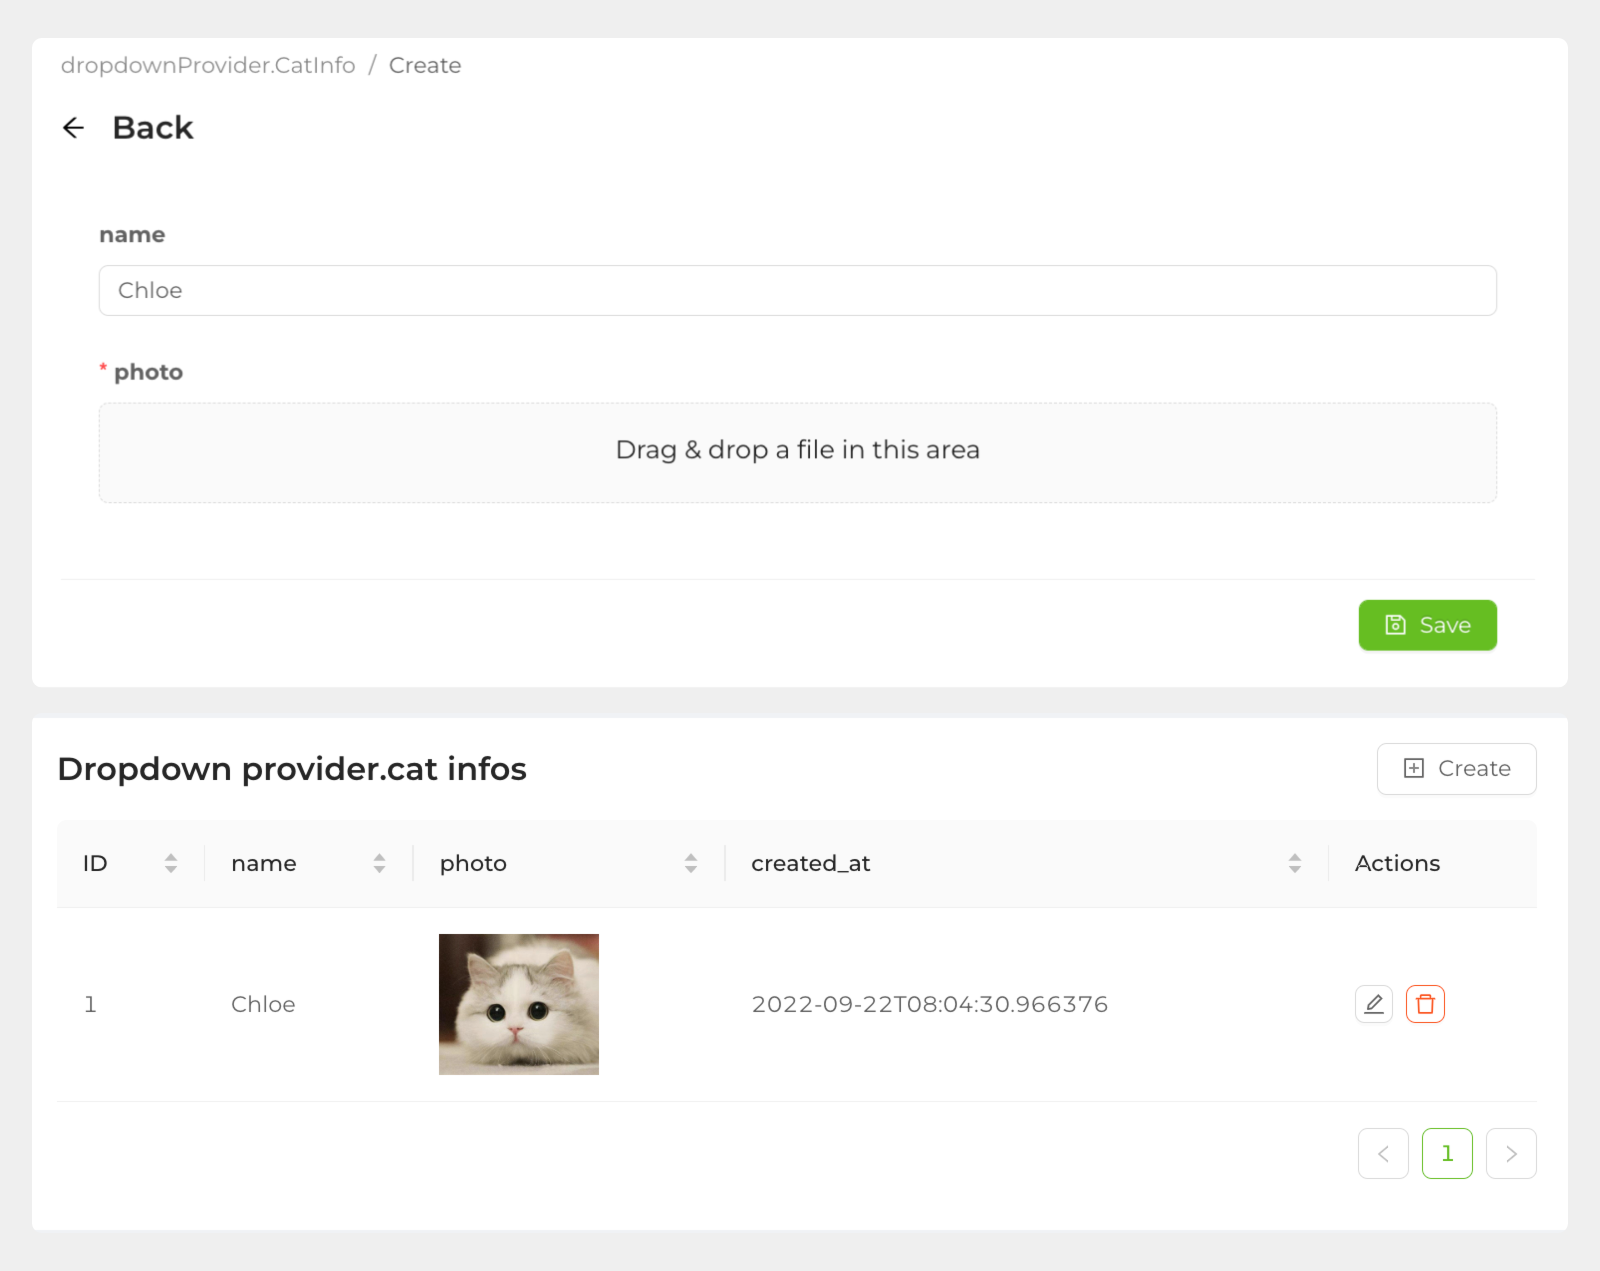 dropdownProvider.CatInfo / Create
Back
name
Chloe
* photo
Drag & drop a file in this area
Save
Dropdown provider.cat infos
Create
ID name photo created_at Actions
1 Chloe 2022-09-22T08:04:30.966376
< 1 >